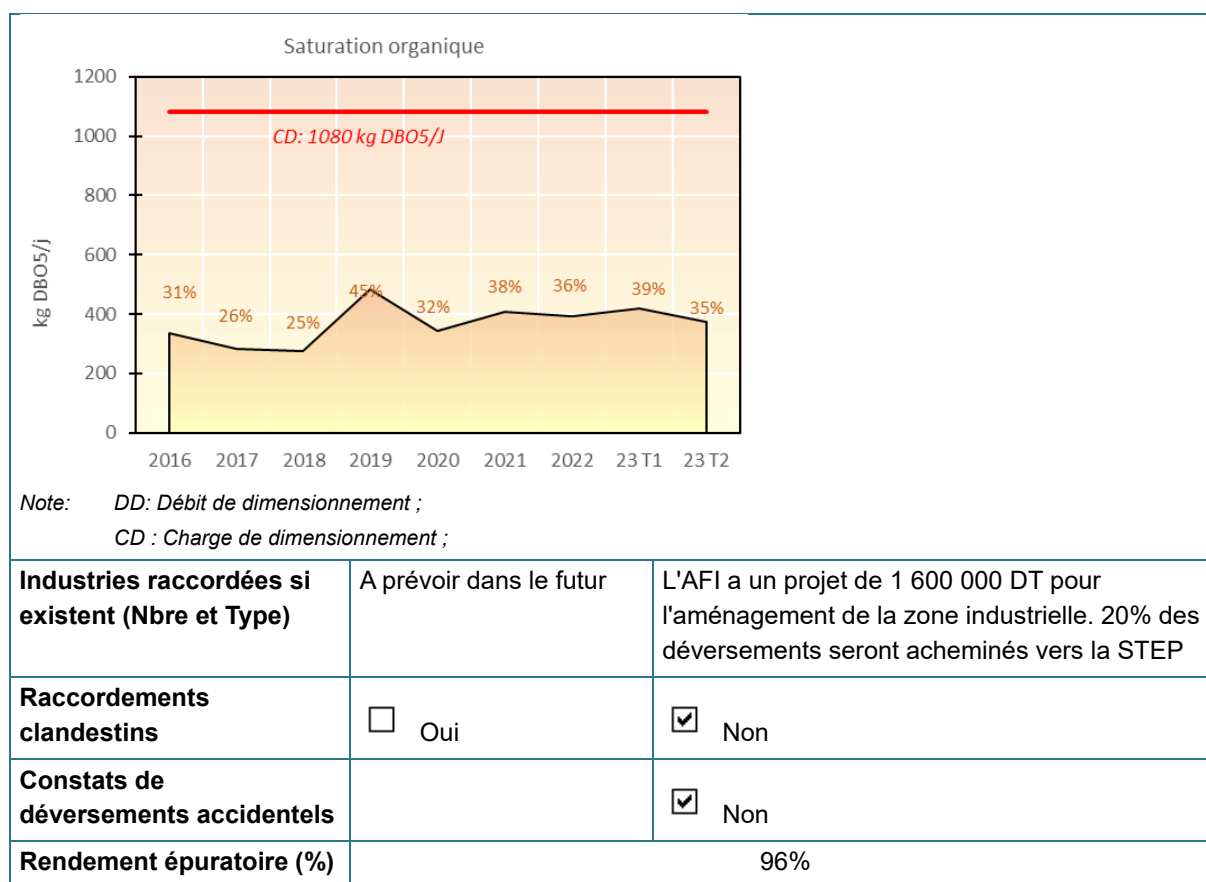 Saturation organique
1200
1000
800
600
400
200
0
kg DBO5/j
CD: 1080 kg DBO5/J
31%
26%
25%
45%
32%
38%
36%
39%
35%
2016 2017 2018 2019 2020 2021 2022 23 T1 23 T2
Note: DD: Débit de dimensionnement ;
CD : Charge de dimensionnement ;
Industries raccordées si
existent (Nbre et Type)
A prévoir dans le futur
L'AFI a un projet de 1 600 000 DT pour
l'aménagement de la zone industrielle. 20% des
déversements seront acheminés vers la STEP
Raccordements
clandestins
Oui
Non
Constats de
déversements accidentels
Non
Rendement épuratoire (%)
96%